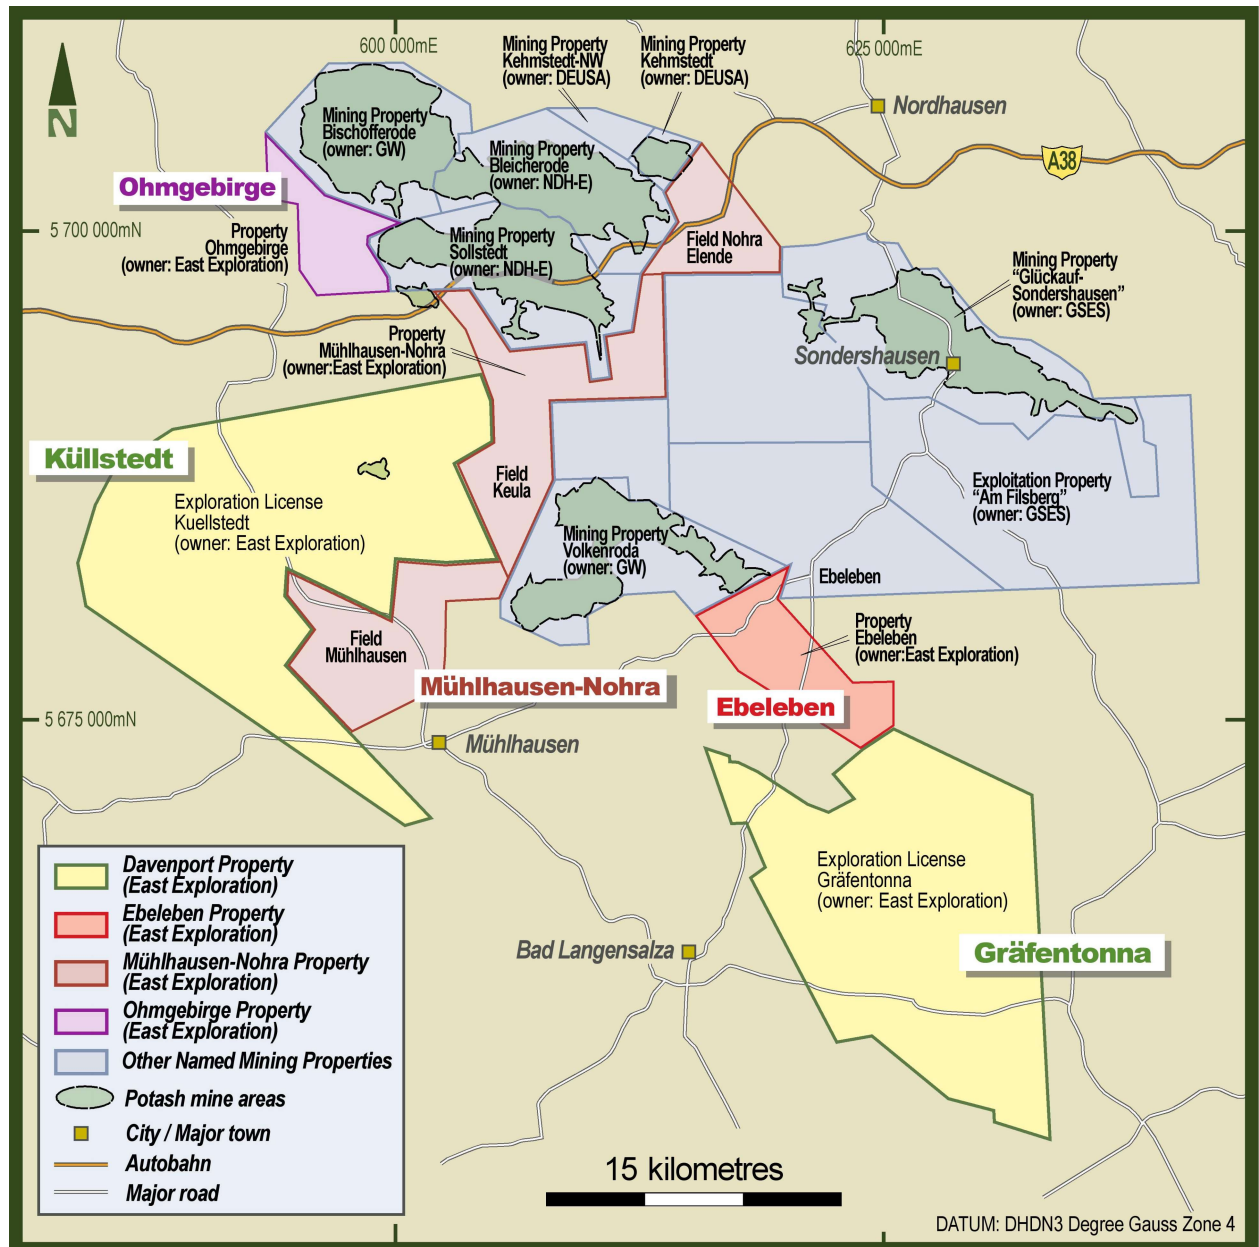 600 000mE
625 000mE
Mining Property
Kehmstedt-NW
(owner: DEUSA)
Mining Property
Kehmstedt
(owner: DEUSA)
N
Nordhausen
Mining Property
Bischofferode
(owner: GW)
Mining Property
Bleicherode
(owner: NDH-E)
A38
Ohmgebirge
5 700 000mN
Property
Ohmgebirge
(owner: East Exploration)
Mining Property
Sollstedt
(owner: NDH-E)
Field Nohra
Elende
Mining Property
“Glückauf-
Sondershausen”
(owner: GSES)
Property
Mühlhausen-Nohra
(owner:East Exploration)
Sondershausen
Küllstedt
Exploration License
Kuellstedt
(owner: East Exploration)
Field
Keula
Exploitation Property
“Am Filsberg”
(owner: GSES)
Mining Property
Volkenroda
(owner: GW)
Ebeleben
Field
Mühlhausen
Property
Ebeleben
(owner:East Exploration)
Mühlhausen-Nohra
Ebeleben
5 675 000mN
Mühlhausen
Exploration License
Gräfentonna
(owner: East Exploration)
Gräfentonna
Bad Langensalza
Davenport Property
(East Exploration)
Ebeleben Property
(East Exploration)
Mühlhausen-Nohra Property
(East Exploration)
Ohmgebirge Property
(East Exploration)
Other Named Mining Properties
Potash mine areas
City / Major town
Autobahn
Major road
15 kilometres
DATUM: DHDN3 Degree Gauss Zone 4